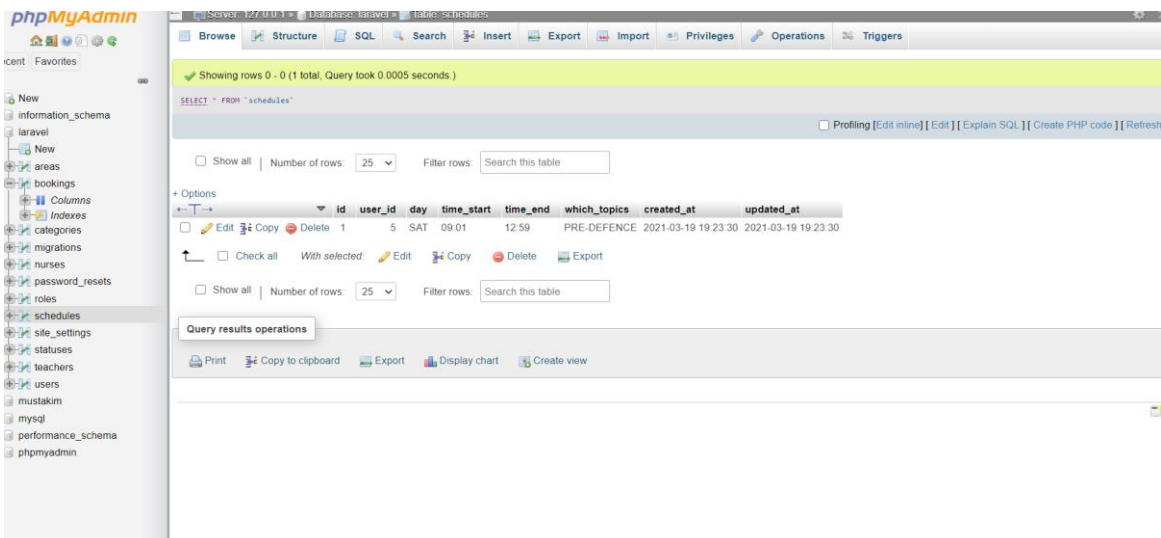 phpMyAdmin
Server: 127.0.0.1 » Database: laravel » Table: schedules
Browse Structure SQL Search Insert Export Import Privileges Operations Triggers
cent Favorites
Showing rows 0 - 0 (1 total, Query took 0.0005 seconds.)
SELECT * FROM `schedules`
Profiling [Edit inline] [ Edit ] [ Explain SQL ] [ Create PHP code ] [ Refresh
Show all | Number of rows: 25 Filter rows: Search this table
+ Options
←T→ id user_id day time_start time_end which_topics created_at updated_at
Edit Copy Delete 1 5 SAT 09:01 12:59 PRE-DEFENCE 2021-03-19 19:23:30 2021-03-19 19:23:30
Check all With selected: Edit Copy Delete Export
Show all | Number of rows: 25 Filter rows: Search this table
Query results operations
Print Copy to clipboard Export Display chart Create view
New
information_schema
laravel
New
areas
bookings
Columns
Indexes
categories
migrations
nurses
password_resets
roles
schedules
site_settings
statuses
teachers
users
mustakim
mysql
performance_schema
phpmyadmin